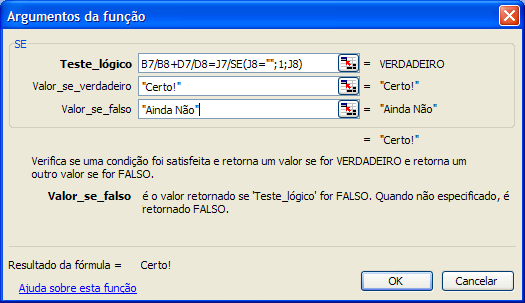 Argumentos da função
SE
Teste_lógico B7/B8+D7/D8=J7/SE(J8="";1;J8) = VERDADEIRO
Valor_se_verdadeiro "Certo!" = "Certo!"
Valor_se_falso "Ainda Não" = "Ainda Não"
= "Certo!"
Verifica se uma condição foi satisfeita e retorna um valor se for VERDADEIRO e retorna um
outro valor se for FALSO.
Valor_se_falso é o valor retornado se 'Teste_lógico' for FALSO. Quando não especificado, é
retornado FALSO.
Resultado da fórmula = Certo!
Ajuda sobre esta função OK Cancelar